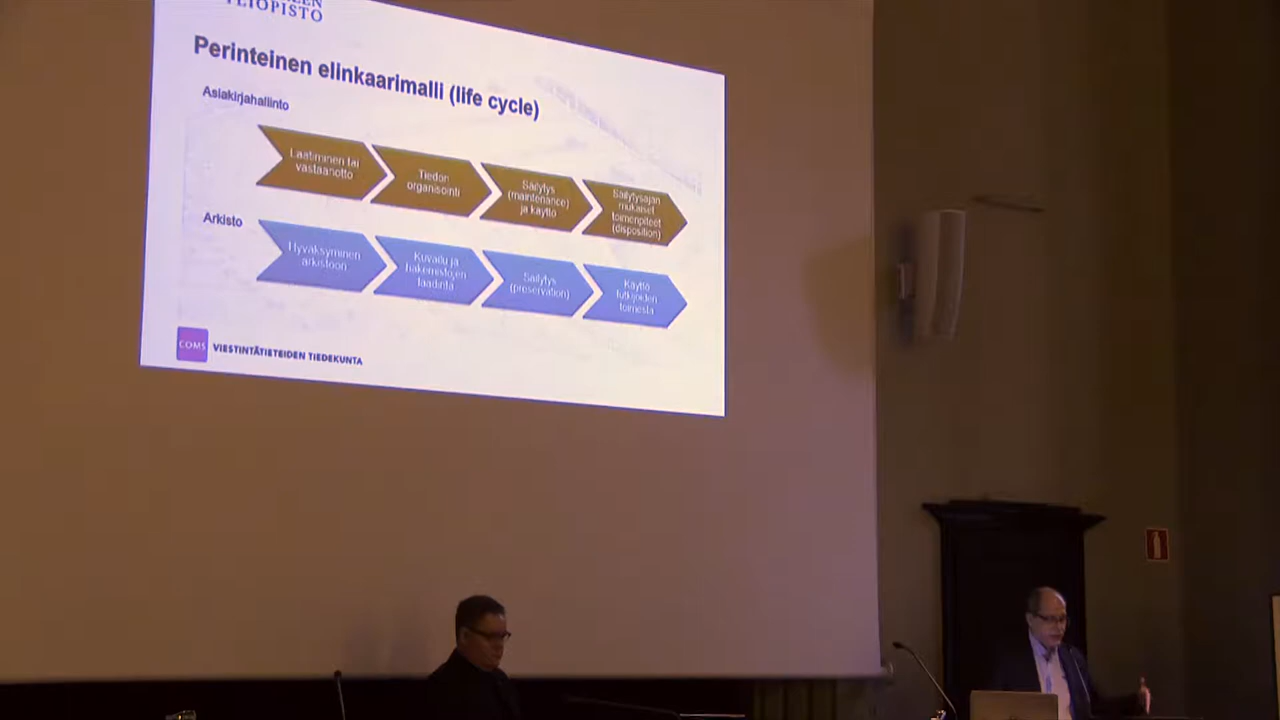 YLIOPISTO
Perinteinen elinkaarimalli (life cycle)
Asiakirjahallinto
Laatiminen tai
vastaanotto
Tiedon
organisointi
Säilytys
(maintenance)
ja käyttö
Säilytysajan
mukaiset
toimenpiteet
(disposition)
Arkisto
Hyväksyminen
arkistoon
Kuvailu ja
hakemistojen
laadinta
Säilytys
(preservation)
Käyttö
tutkijoiden
toimesta
COMS
VIESTINTÄTIETEIDEN TIEDEKUNTA